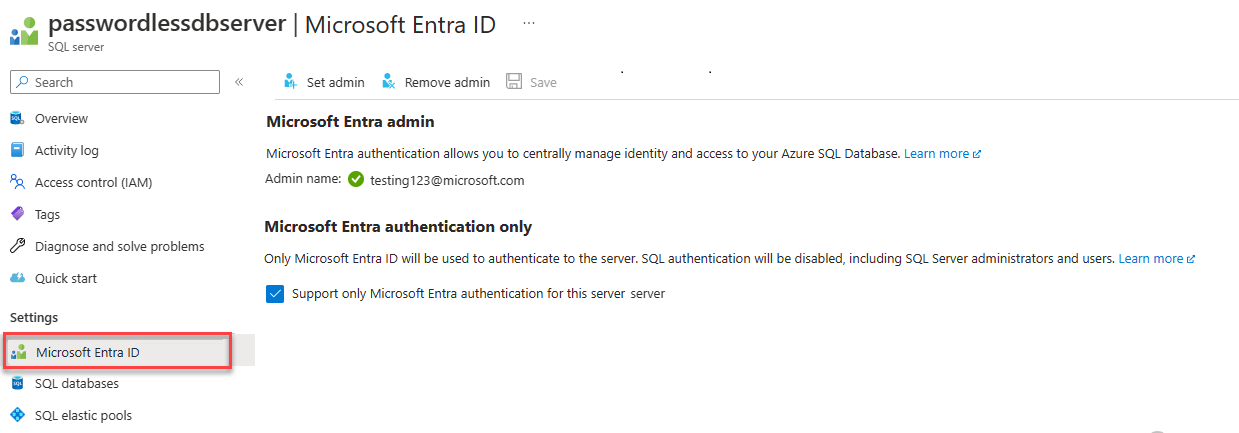 passwordlessdbserver | Microsoft Entra ID ...
SQL server
Search «
Set admin Remove admin Save
Overview
Activity log
Access control (IAM)
Tags
Diagnose and solve problems
Quick start
Settings
Microsoft Entra ID
SQL databases
SQL elastic pools
Microsoft Entra admin
Microsoft Entra authentication allows you to centrally manage identity and access to your Azure SQL Database. Learn more
Admin name: testing123@microsoft.com
Microsoft Entra authentication only
Only Microsoft Entra ID will be used to authenticate to the server. SQL authentication will be disabled, including SQL Server administrators and users. Learn more
Support only Microsoft Entra authentication for this server server